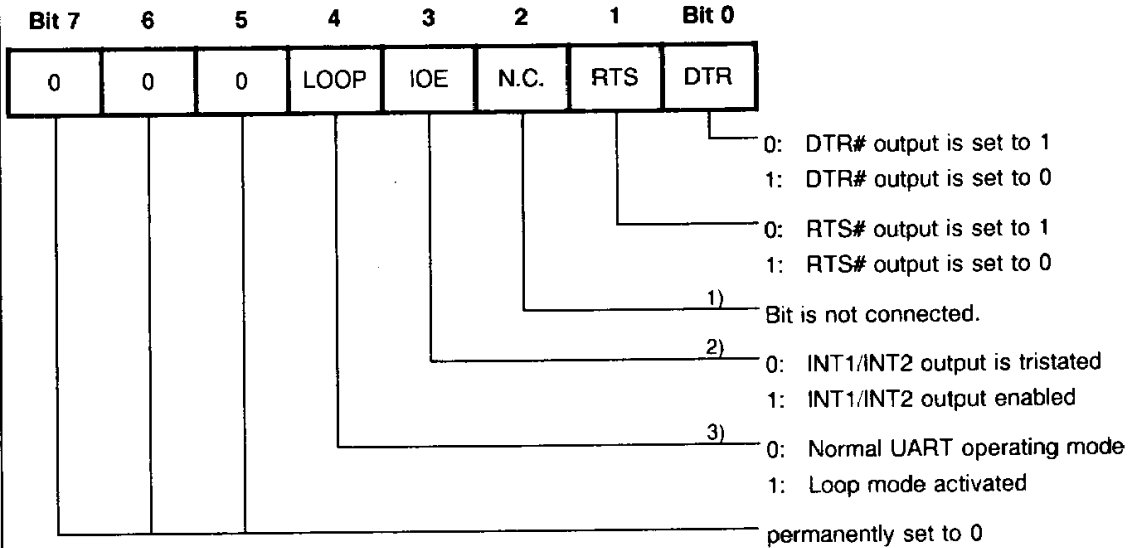 Bit 7 6 5 4 3 2 1 Bit 0
0 0 0 LOOP IOE N.C. RTS DTR
0: DTR# output is set to 1
1: DTR# output is set to 0
0: RTS# output is set to 1
1: RTS# output is set to 0
1) Bit is not connected.
2) 0: INT1/INT2 output is tristated
1: INT1/INT2 output enabled
3) 0: Normal UART operating mode
1: Loop mode activated
permanently set to 0